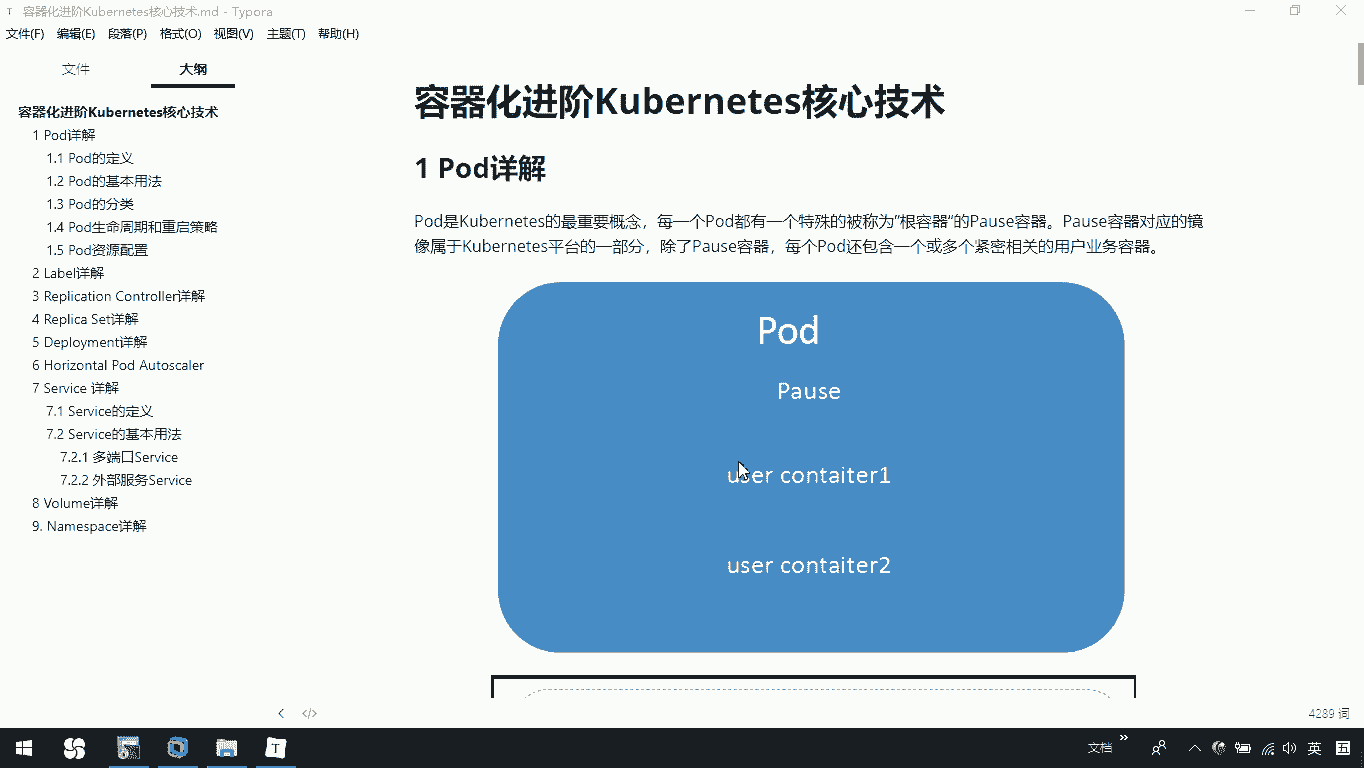 容器化进阶Kubernetes核心技术.md - Typora
文件(F) 编辑(E) 段落(P) 格式(O) 视图(V) 主题(T) 帮助(H)
文件 大纲
容器化进阶Kubernetes核心技术
1 Pod详解
1.1 Pod的定义
1.2 Pod的基本用法
1.3 Pod的分类
1.4 Pod生命周期和重启策略
1.5 Pod资源配置
2 Label详解
3 Replication Controller详解
4 Replica Set详解
5 Deployment详解
6 Horizontal Pod Autoscaler
7 Service 详解
7.1 Service的定义
7.2 Service的基本用法
7.2.1 多端口Service
7.2.2 外部服务Service
8 Volume详解
9. Namespace详解
容器化进阶Kubernetes核心技术
1 Pod详解
Pod是Kubernetes的最重要概念，每一个Pod都有一个特殊的被称为”根容器“的Pause容器。Pause容器对应的镜
像属于Kubernetes平台的一部分，除了Pause容器，每个Pod还包含一个或多个紧密相关的用户业务容器。
Pod
Pause
user contaiter1
user contaiter2
4289 词
文档 英 五